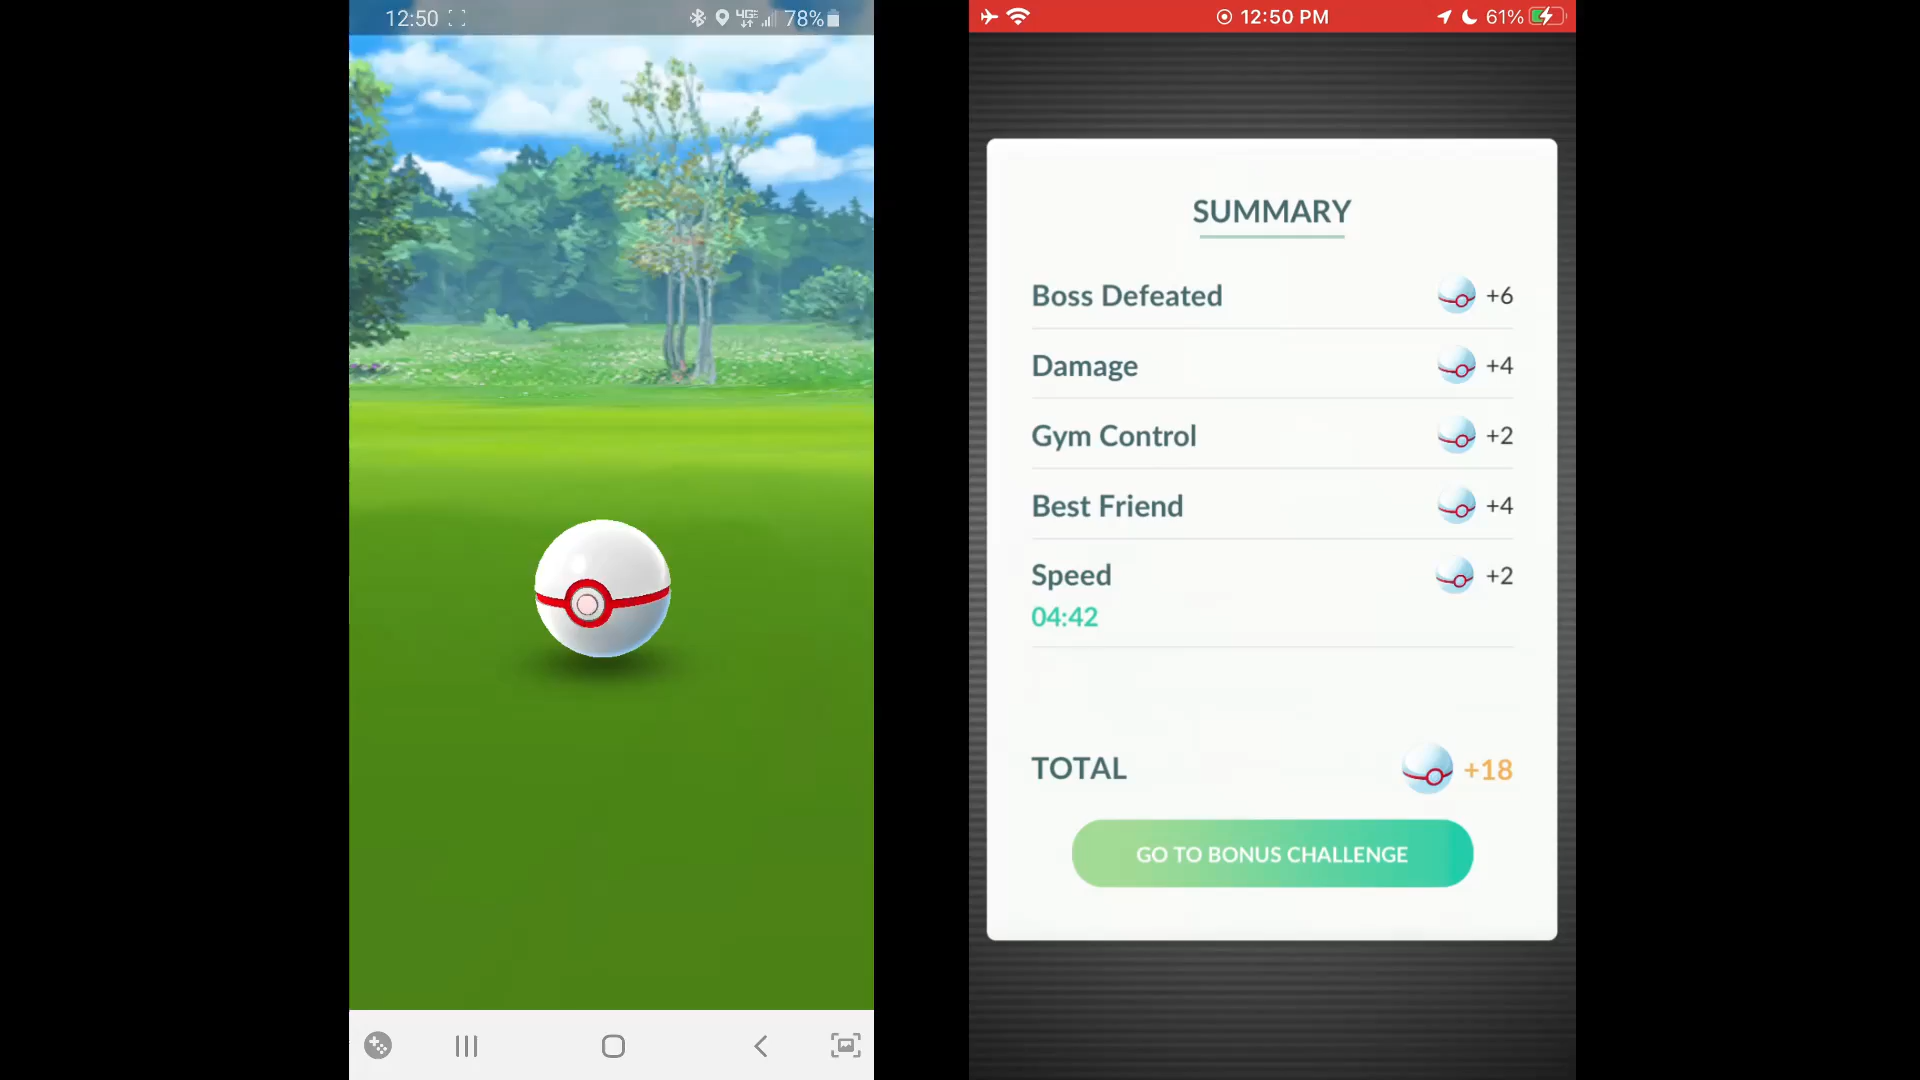 12:50
4GE 78%
12:50 PM
61%
SUMMARY
Boss Defeated +6
Damage +4
Gym Control +2
Best Friend +4
Speed +2
04:42
TOTAL +18
GO TO BONUS CHALLENGE